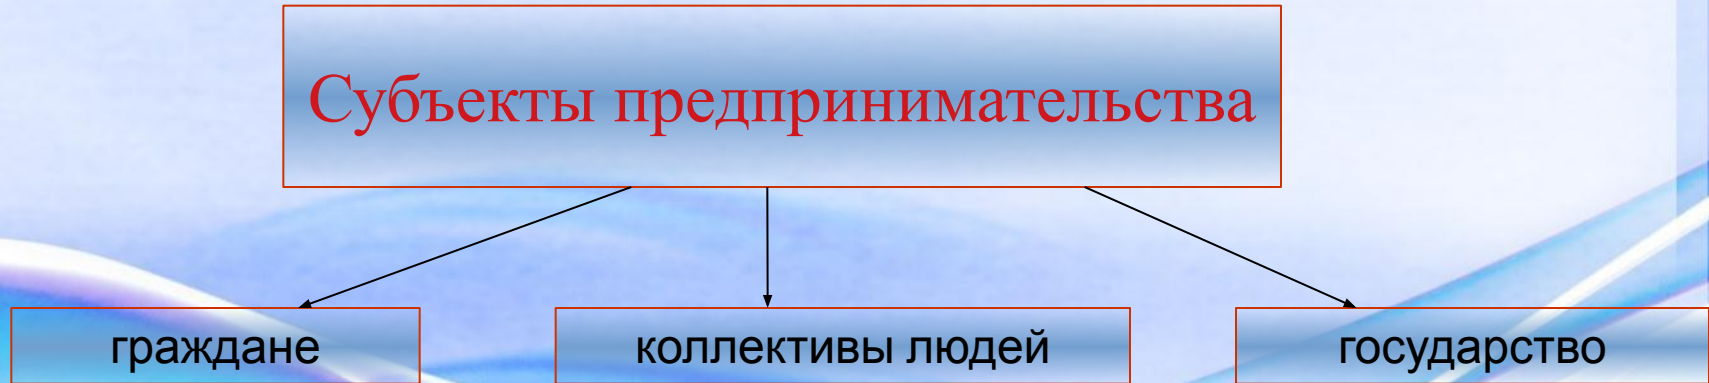 Субъекты предпринимательства
граждане
коллективы людей
государство